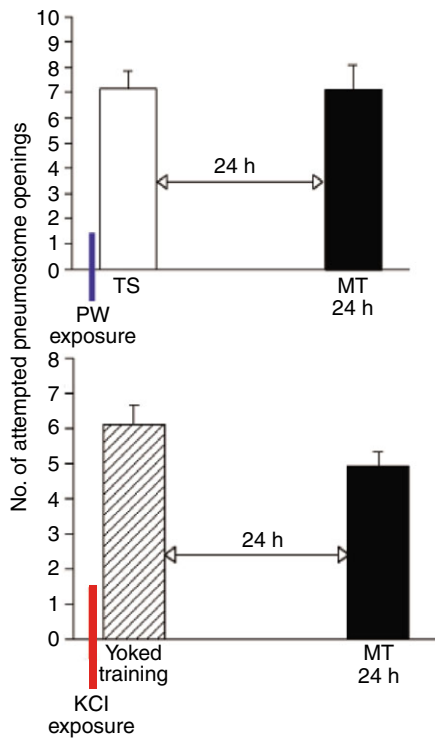 No. of attempted pneumostome openings
10
9
8
7
6
5
4
3
2
1
0
24 h
TS
MT
24 h
PW
exposure
8
7
6
5
4
3
2
1
0
24 h
Yoked
training
MT
24 h
KCl
exposure